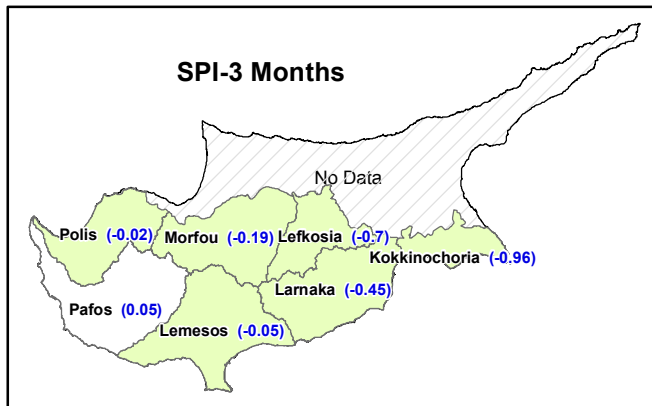 SPI-3 Months
No Data
Polis (-0.02)
Morfou (-0.19)
Lefkosia (-0.7)
Kokkinochoria (-0.96)
Larnaka (-0.45)
Pafos (0.05)
Lemesos (-0.05)